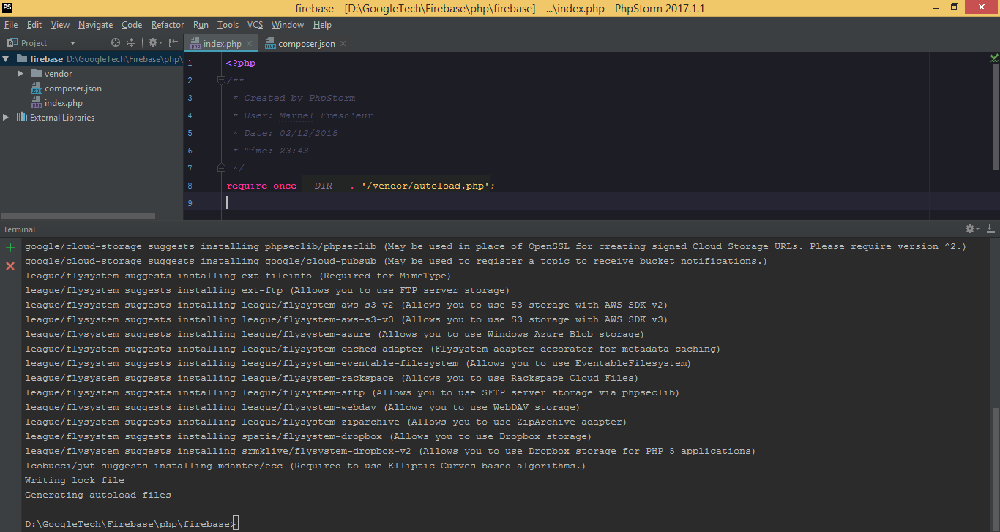 PS
firebase - [D:\GoogleTech\Firebase\php\firebase] - ...\index.php - PhpStorm 2017.1.1
File Edit View Navigate Code Refactor Run Tools VCS Window Help
Project
index.php
composer.json
firebase D:\GoogleTech\Firebase\php\
vendor
composer.json
index.php
External Libraries
1 <?php
2 /**
3 * Created by PhpStorm
4 * User: Marnel Fresh'eur
5 * Date: 02/12/2018
6 * Time: 23:43
7 */
8 require_once __DIR__ . '/vendor/autoload.php';
9
Terminal
google/cloud-storage suggests installing phpseclib/phpseclib (May be used in place of OpenSSL for creating signed Cloud Storage URLs. Please require version ^2.)
google/cloud-storage suggests installing google/cloud-pubsub (May be used to register a topic to receive bucket notifications.)
league/flysystem suggests installing ext-fileinfo (Required for MimeType)
league/flysystem suggests installing ext-ftp (Allows you to use FTP server storage)
league/flysystem suggests installing league/flysystem-aws-s3-v2 (Allows you to use S3 storage with AWS SDK v2)
league/flysystem suggests installing league/flysystem-aws-s3-v3 (Allows you to use S3 storage with AWS SDK v3)
league/flysystem suggests installing league/flysystem-azure (Allows you to use Windows Azure Blob storage)
league/flysystem suggests installing league/flysystem-cached-adapter (Flysystem adapter decorator for metadata caching)
league/flysystem suggests installing league/flysystem-eventable-filesystem (Allows you to use EventableFilesystem)
league/flysystem suggests installing league/flysystem-rackspace (Allows you to use Rackspace Cloud Files)
league/flysystem suggests installing league/flysystem-sftp (Allows you to use SFTP server storage via phpseclib)
league/flysystem suggests installing league/flysystem-webdav (Allows you to use WebDAV storage)
league/flysystem suggests installing league/flysystem-ziparchive (Allows you to use ZipArchive adapter)
league/flysystem suggests installing spatie/flysystem-dropbox (Allows you to use Dropbox storage)
league/flysystem suggests installing srmklive/flysystem-dropbox-v2 (Allows you to use Dropbox storage for PHP 5 applications)
lcobucci/jwt suggests installing mdanter/ecc (Required to use Elliptic Curves based algorithms.)
Writing lock file
Generating autoload files
D:\GoogleTech\Firebase\php\firebase>